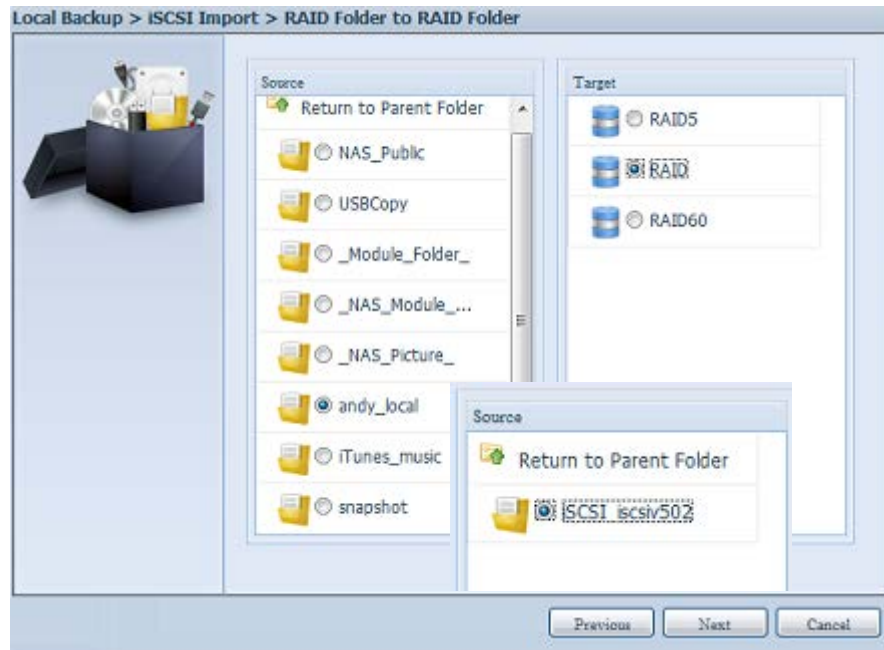 Local Backup > iSCSI Import > RAID Folder to RAID Folder
Source
Return to Parent Folder
NAS_Public
USBCopy
_Module_Folder_
_NAS_Module_...
_NAS_Picture_
andy_local
iTunes_music
snapshot
Target
RAID5
RAID
RAID60
Source
Return to Parent Folder
iSCSI_iscsiv502
Previous
Next
Cancel